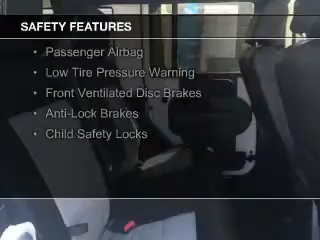 SAFETY FEATURES
• Passenger Airbag
• Low Tire Pressure Warning
• Front Ventilated Disc Brakes
• Anti-Lock Brakes
• Child Safety Locks